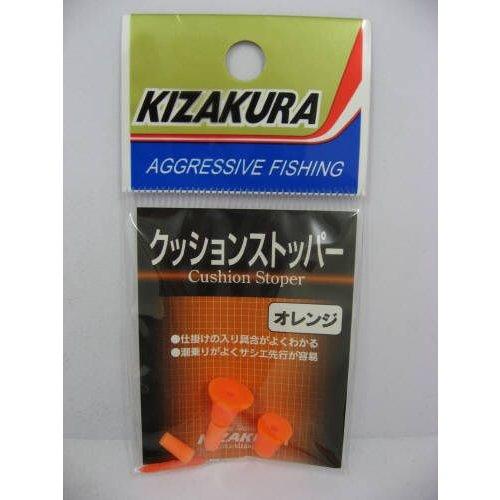 KIZAKURA
AGGRESSIVE FISHING
クッションストッパー
Cushion Stoper
オレンジ
●仕掛けの入り具合がよくわかる
●潮乗りがよくサシエ先行が容易
KIZAKURA